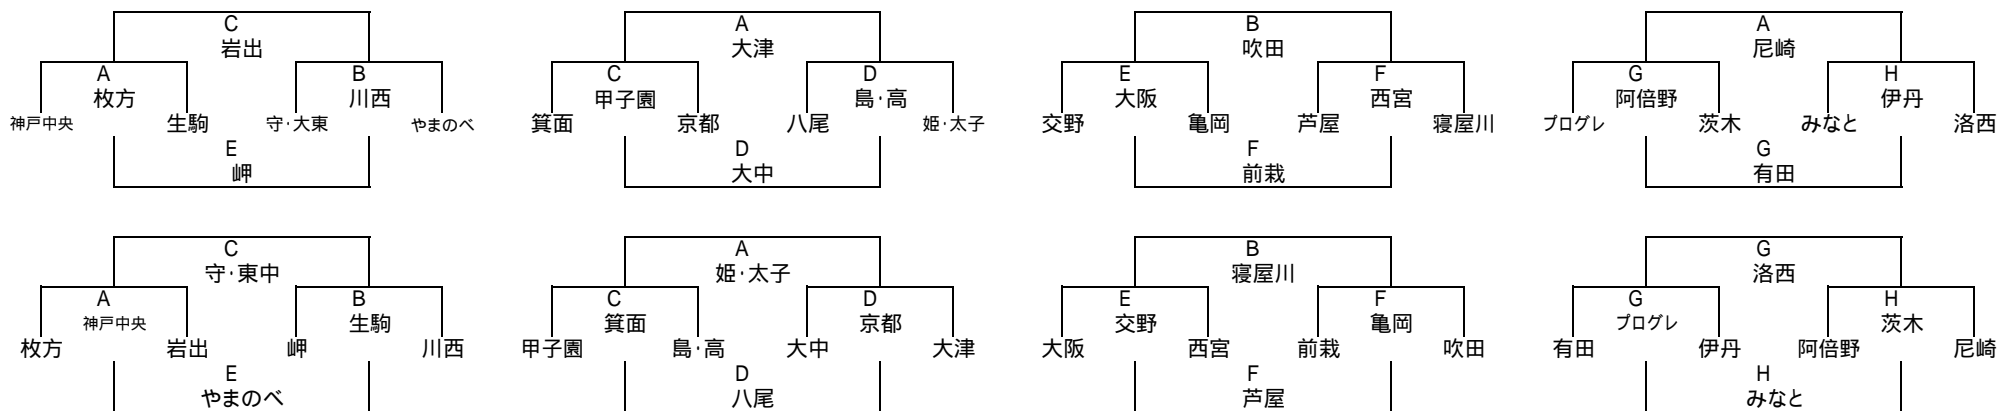 C A B A
岩出 大津 吹田 尼崎
A B C D E F G H
枚方 川西 甲子園 島·高 大阪 西宮 阿倍野 伊丹
神戸中央 生駒 守·大東 やまのべ 箕面 京都 八尾 姫·太子 交野 亀岡 芦屋 寝屋川 プログレ 茨木 みなと 洛西
E D F G
岬 大中 前栽 有田
C A B G
守·東中 姫·太子 寝屋川 洛西
A B C D E F G H
神戸中央 生駒 箕面 京都 交野 亀岡 プログレ 茨木
枚方 岩出 岬 川西 甲子園 島·高 大中 大津 大阪 西宮 前栽 吹田 有田 伊丹 阿倍野 尼崎
E D F H
やまのべ 八尾 芦屋 みなと